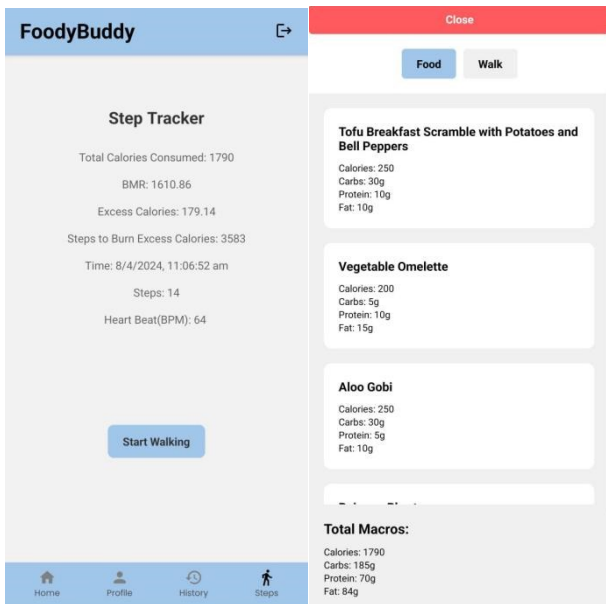 FoodyBuddy
Step Tracker
Total Calories Consumed: 1790
BMR: 1610.86
Excess Calories: 179.14
Steps to Burn Excess Calories: 3583
Time: 8/4/2024, 11:06:52 am
Steps: 14
Heart Beat(BPM): 64
Start Walking
Home
Profile
History
Steps
Close
Food
Walk
Tofu Breakfast Scramble with Potatoes and
Bell Peppers
Calories: 250
Carbs: 30g
Protein: 10g
Fat: 10g
Vegetable Omelette
Calories: 200
Carbs: 5g
Protein: 10g
Fat: 15g
Aloo Gobi
Calories: 250
Carbs: 30g
Protein: 5g
Fat: 10g
Total Macros:
Calories: 1790
Carbs: 185g
Protein: 70g
Fat: 84g